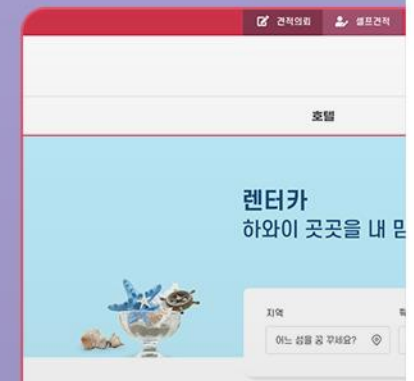 견적의뢰 셀프견적
호텔
렌터카
하와이 곳곳을 내
지역
어느 섬을 꿈 꾸세요?